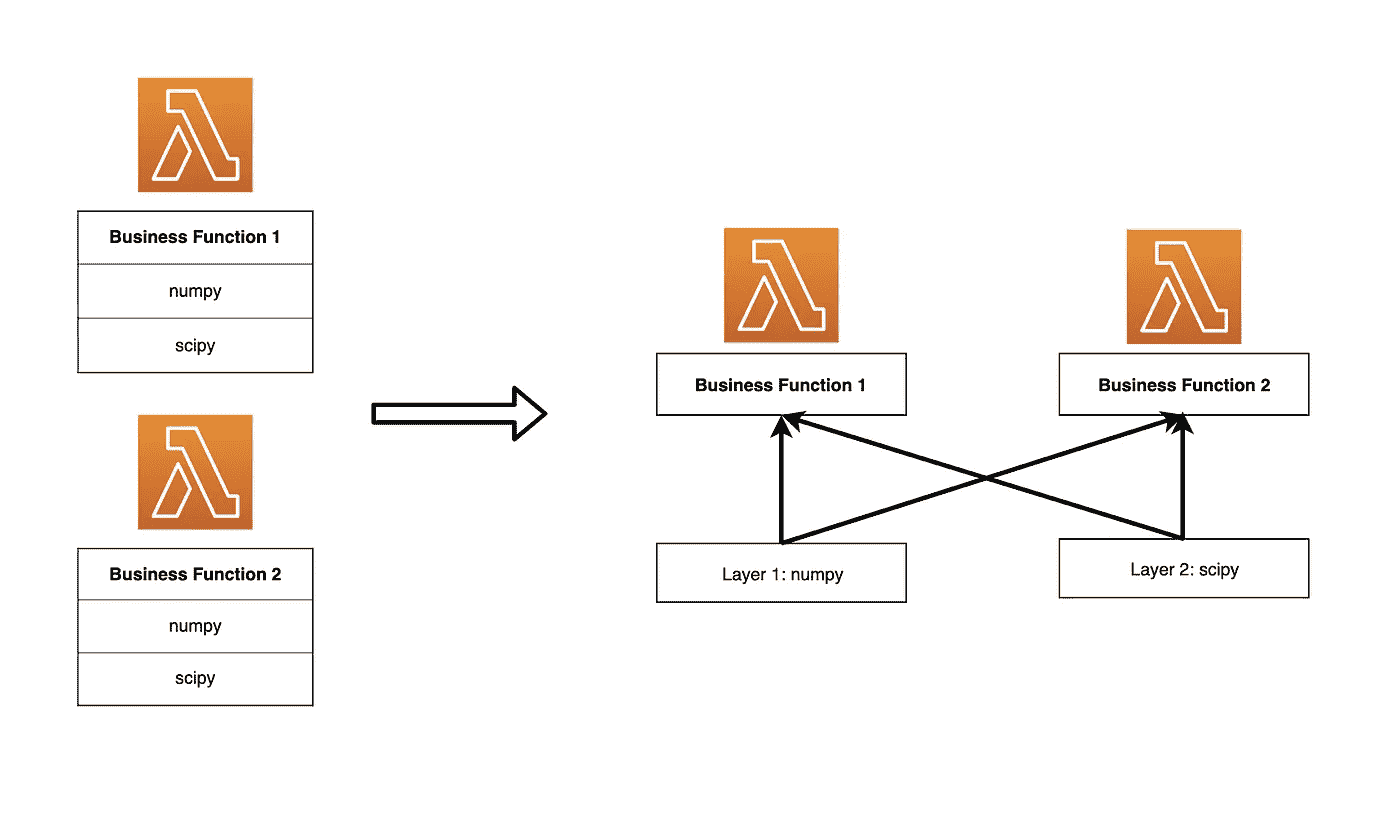 Business Function 1
numpy
scipy
Business Function 2
numpy
scipy
Business Function 1
Business Function 2
Layer 1: numpy
Layer 2: scipy